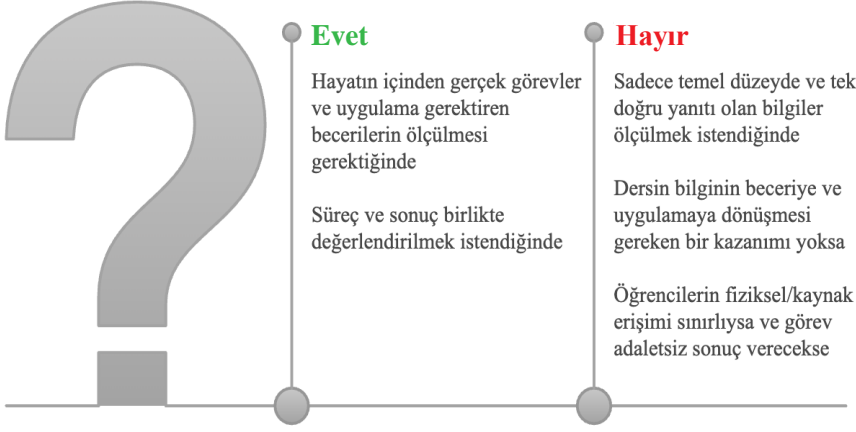 Evet
Hayatın içinden gerçek görevler
ve uygulama gerektiren
becerilerin ölçülmesi
gerektiğinde
Süreç ve sonuç birlikte
değerlendirilmek istendiğinde
Hayır
Sadece temel düzeyde ve tek
doğru yanıtı olan bilgiler
ölçülmek istendiğinde
Dersin bilginin beceriye ve
uygulamaya dönüşmesi
gereken bir kazanımı yoksa
Öğrencilerin fiziksel/kaynak
erişimi sınırlıysa ve görev
adaletsiz sonuç verecekse